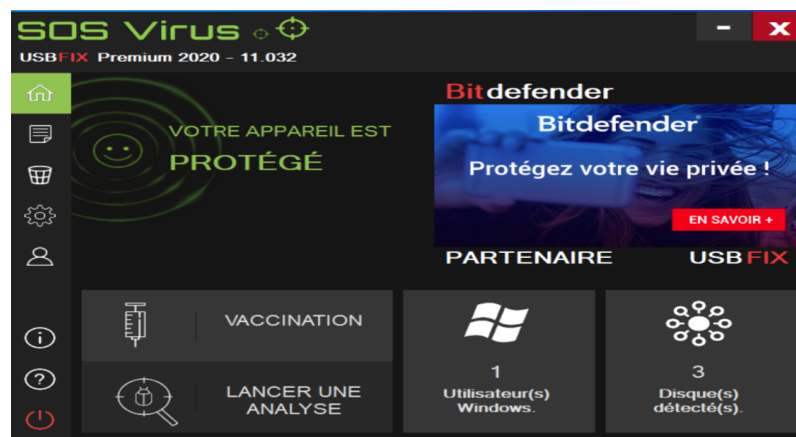 SOS Virus
USBFIX Premium 2020 - 11.032
VOTRE APPAREIL EST
PROTÉGÉ
Bitdefender
Bitdefender
Protégez votre vie privée !
EN SAVOIR +
PARTENAIRE USBFIX
VACCINATION
LANCER UNE
ANALYSE
1
Utilisateur(s)
Windows.
3
Disque(s)
détecté(s).